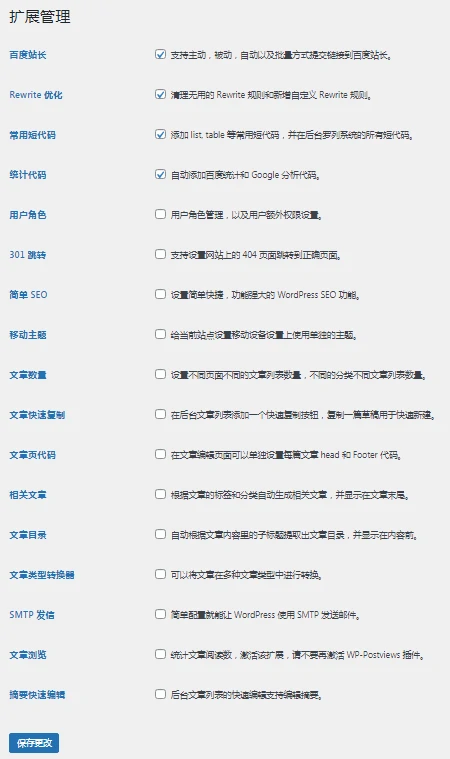 扩展管理
百度站长 支持主动，被动，自动以及批量方式提交链接到百度站长。
Rewrite 优化 清理无用的 Rewrite 规则和新增自定义 Rewrite 规则。
常用短代码 添加 list, table 等常用短代码，并在后台罗列系统的所有短代码。
统计代码 自动添加百度统计和 Google 分析代码。
用户角色 用户角色管理，以及用户额外权限设置。
301 跳转 支持设置网站上的 404 页面跳转到正确页面。
简单 SEO 设置简单快捷，功能强大的 WordPress SEO 功能。
移动主题 给当前站点设置移动设备设置上使用单独的主题。
文章数量 设置不同页面不同的文章列表数量，不同的分类不同文章列表数量。
文章快速复制 在后台文章列表添加一个快速复制按钮，复制一篇草稿用于快速新建。
文章页代码 在文章编辑页面可以单独设置每篇文章 head 和 Footer 代码。
相关文章 根据文章的标签和分类自动生成相关文章，并显示在文章末尾。
文章目录 自动根据文章内容里的子标题提取出文章目录，并显示在内容前。
文章类型转换器 可以将文章在多种文章类型中进行转换。
SMTP 发信 简单配置就能让 WordPress 使用 SMTP 发送邮件。
文章浏览 统计文章阅读数，激活该扩展，请不要再激活 WP-Postviews 插件。
摘要快速编辑 后台文章列表的快速编辑支持编辑摘要。
保存更改